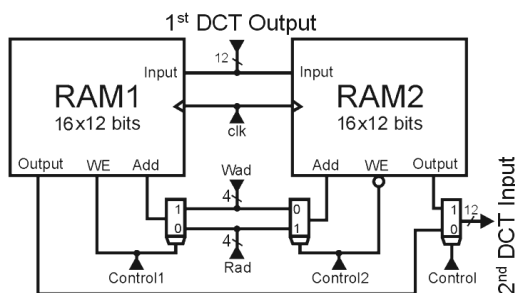 1st DCT Output
12
Input
Input
RAM1
16x12 bits
RAM2
16x12 bits
clk
Output WE Add
Wad
Add WE Output
4
1
0
0
1
1
0
12
4
Rad
Control1
Control2
Control
2nd DCT Input